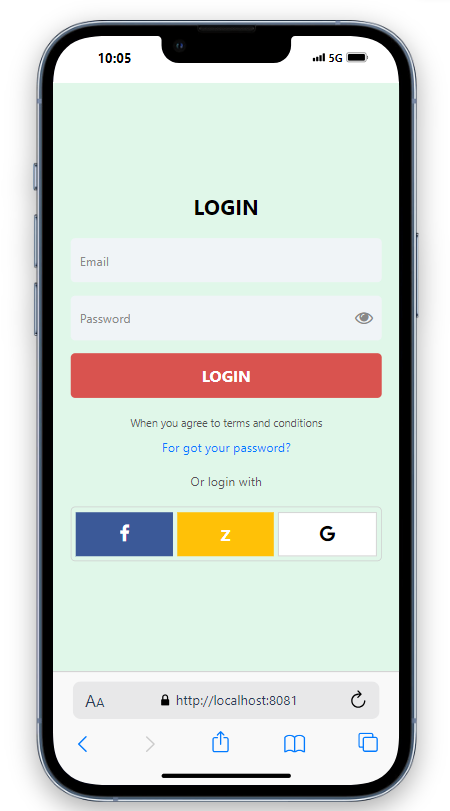 10:05
5G
LOGIN
Email
Password
LOGIN
When you agree to terms and conditions
For got your password?
Or login with
f
z
G
AA
http://localhost:8081